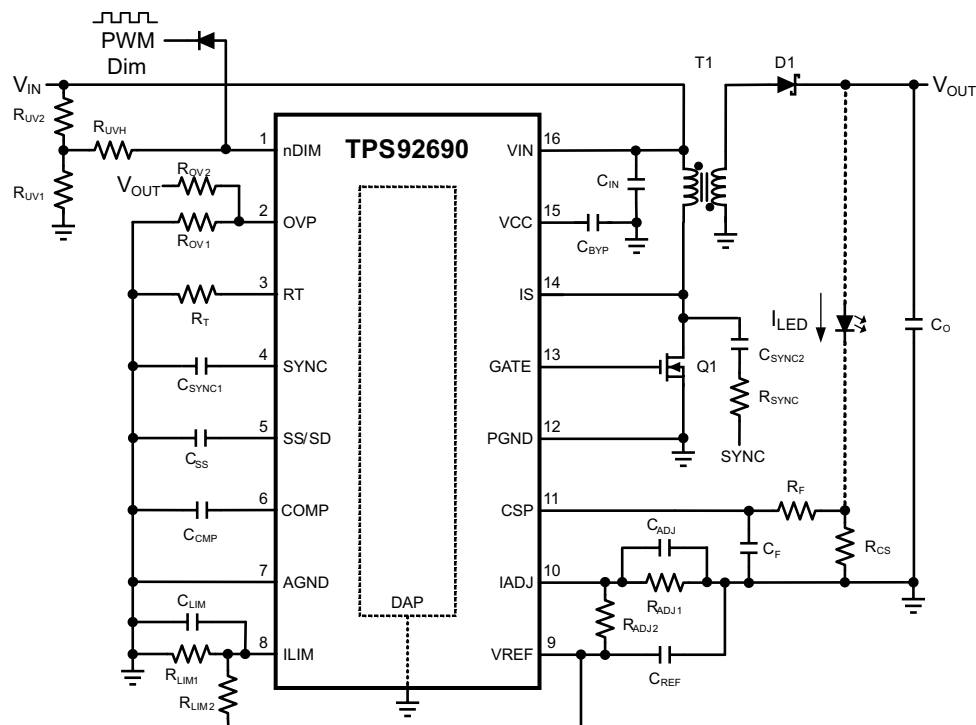 PWM
Dim
T1
D1
VIN
VOUT
RUV2
RUVH
RUV1
1
nDIM
TPS92690
VIN
16
CIN
ROV2
VOUT
ROV1
2
OVP
VCC
15
CBYP
RT
3
RT
IS
14
ILED
CO
CSYNC1
4
SYNC
GATE
13
Q1
CSYNC2
RSYNC
SYNC
CSS
5
SS/SD
PGND
12
CCMP
6
COMP
CSP
11
RF
CF
RCS
7
AGND
IADJ
10
CADJ
RADJ1
RADJ2
CLIM
RLIM1
RLIM2
8
ILIM
DAP
VREF
9
CREF